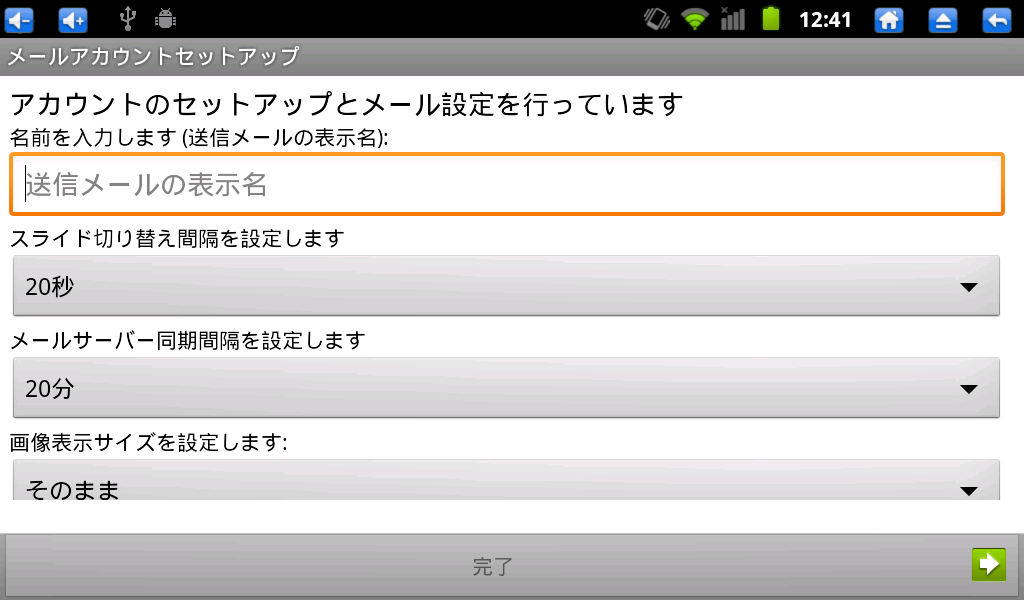 12:41
メールアカウントセットアップ
アカウントのセットアップとメール設定を行っています
名前を入力します (送信メールの表示名):
送信メールの表示名
スライド切り替え間隔を設定します
20秒
メールサーバー同期間隔を設定します
20分
画像表示サイズを設定します:
そのまま
完了